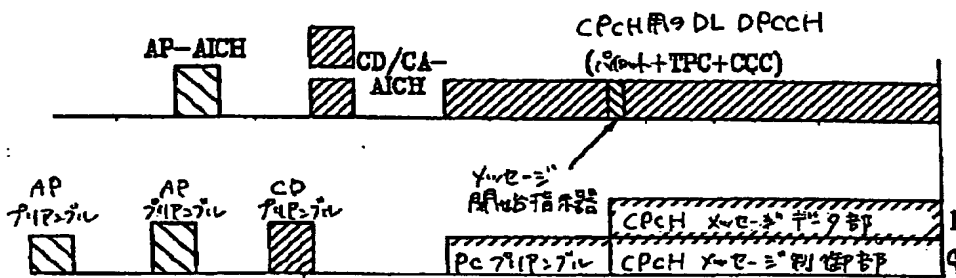 CPCH用の DL DPCCH
(パイロット+TPC+CCC)
AP-AICH
CD/CA-
AICH
メッセージ
開始指示器
AP
プリアンブル
AP
プリアンブル
CD
プリアンブル
CPCH メッセージデータ部
PC プリアンブル
CPCH メッセージ制御部